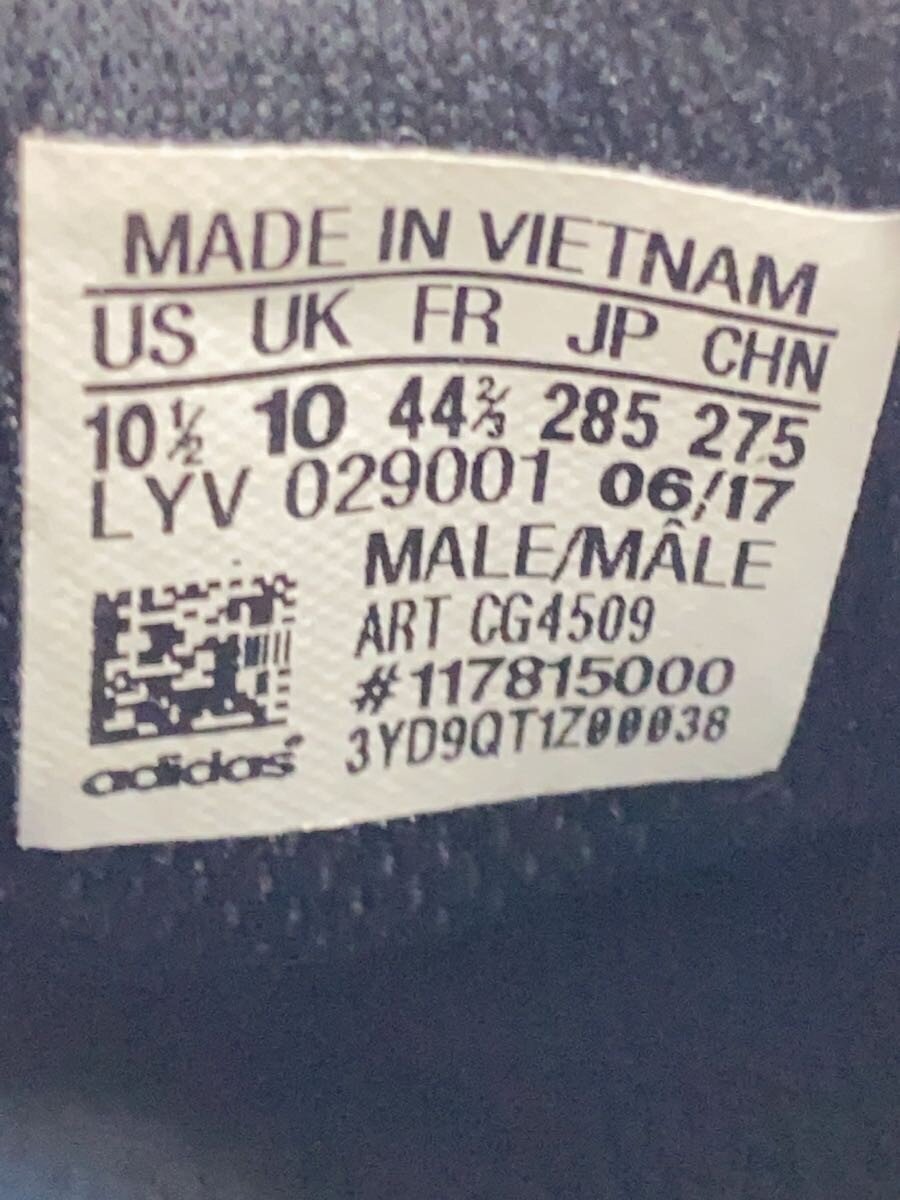 MADE IN VIETNAM
US UK FR JP CHN
10½ 10 44⅔ 285 275
LYV 029001 06/17
MALE/MÂLE
ART CG4509
#117815000
3YD9QT1Z00038
adidas®